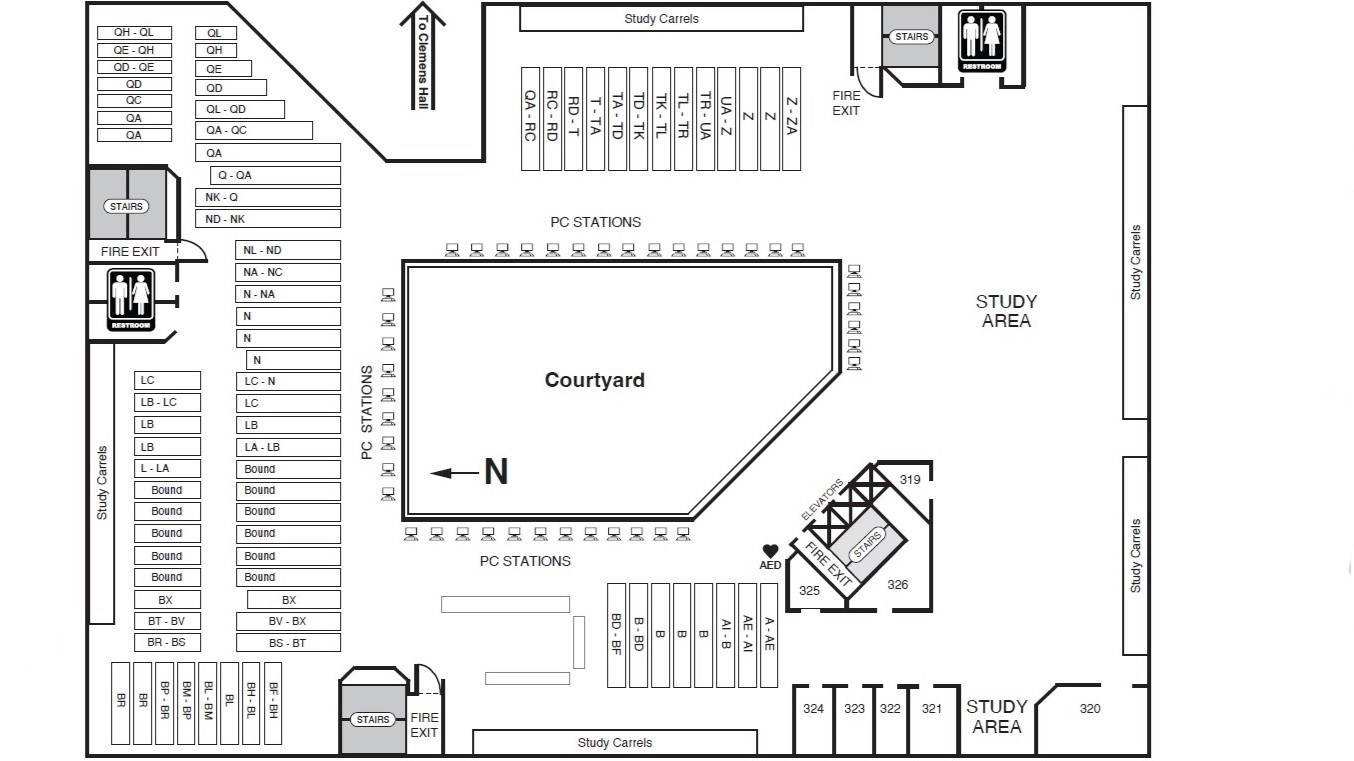 Study Carrels
RESTROOM
FIRE EXIT
STAIRS
BR
BR
BP - BR
BM - BP
BL - BM
BL
BH - BL
BF - BH
BR - BS
BT - BV
BX
Bound
Bound
Bound
Bound
Bound
L - LA
LB
LB
LB - LC
LC
QA
QA
QC
QD
QD - QE
QE - QH
QH - QL
BS - BT
BV - BX
BX
Bound
Bound
Bound
Bound
Bound
Bound
LA - LB
LB
LC
LC - N
N
N
N
N - NA
NA - NC
NL - ND
ND - NK
NK - Q
Q - QA
QA
QA - QC
QL - QD
QD
QE
QH
QL
STAIRS
FIRE
EXIT
PC STATIONS
To Clemens Hall
PC STATIONS
N
Courtyard
PC STATIONS
Study Carrels
QA - RC
RC - RD
RD - T
T - TA
TA - TD
TD - TK
TK - TL
TL - TR
TR - UA
UA - Z
Z
Z
Z - ZA
Study Carrels
BD - BF
B - BD
B
B
B
AI - B
AE - AI
A - AE
AED
324
323
322
321
325
FIRE EXIT
ELEVATORS
STAIRS
326
319
FIRE
EXIT
STAIRS
RESTROOM
STUDY
AREA
STUDY
AREA
320
Study Carrels
Study Carrels